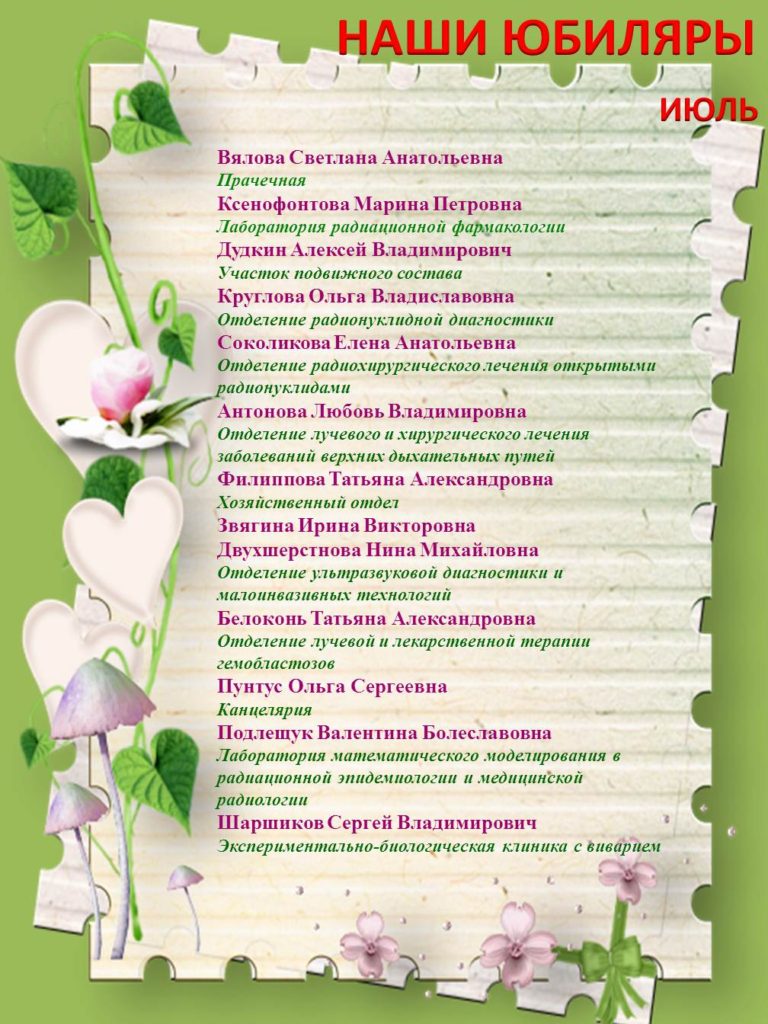 НАШИ ЮБИЛЯРЫ
ИЮЛЬ
Вялова Светлана Анатольевна
Прачечная
Ксенофонтова Марина Петровна
Лаборатория радиационной фармакологии
Дудкин Алексей Владимирович
Участок подвижного состава
Круглова Ольга Владиславовна
Отделение радионуклидной диагностики
Соколикова Елена Анатольевна
Отделение радиохирургического лечения открытыми
радионуклидами
Антонова Любовь Владимировна
Отделение лучевого и хирургического лечения
заболеваний верхних дыхательных путей
Филиппова Татьяна Александровна
Хозяйственный отдел
Звягина Ирина Викторовна
Двухшерстнова Нина Михайловна
Отделение ультразвуковой диагностики и
малоинвазивных технологий
Белоконь Татьяна Александровна
Отделение лучевой и лекарственной терапии
гемобластозов
Пунтус Ольга Сергеевна
Канцелярия
Подлещук Валентина Болеславовна
Лаборатория математического моделирования в
радиационной эпидемиологии и медицинской
радиологии
Шаршиков Сергей Владимирович
Экспериментально-биологическая клиника с виварием